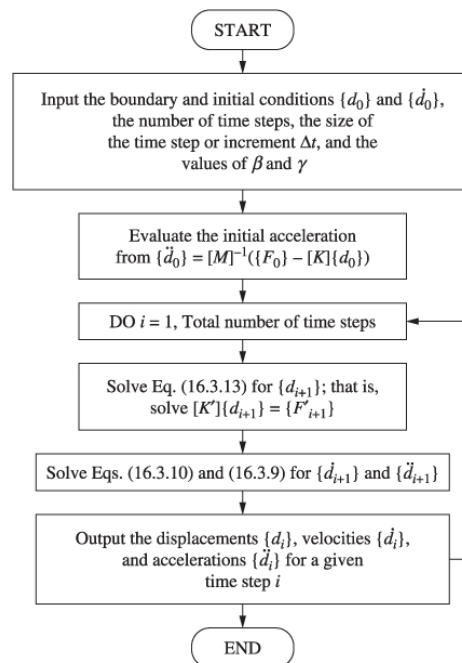 START
Input the boundary and initial conditions {d₀} and {ḋ₀},
the number of time steps, the size of
the time step or increment Δt, and the
values of β and γ
Evaluate the initial acceleration
from {d̈₀} = [M]⁻¹({F₀} − [K]{d₀})
DO i = 1, Total number of time steps
Solve Eq. (16.3.13) for {dᵢ₊₁}; that is,
solve [K′]{dᵢ₊₁} = {F′ᵢ₊₁}
Solve Eqs. (16.3.10) and (16.3.9) for {ḋᵢ₊₁} and {d̈ᵢ₊₁}
Output the displacements {dᵢ}, velocities {ḋᵢ},
and accelerations {d̈ᵢ} for a given
time step i
END